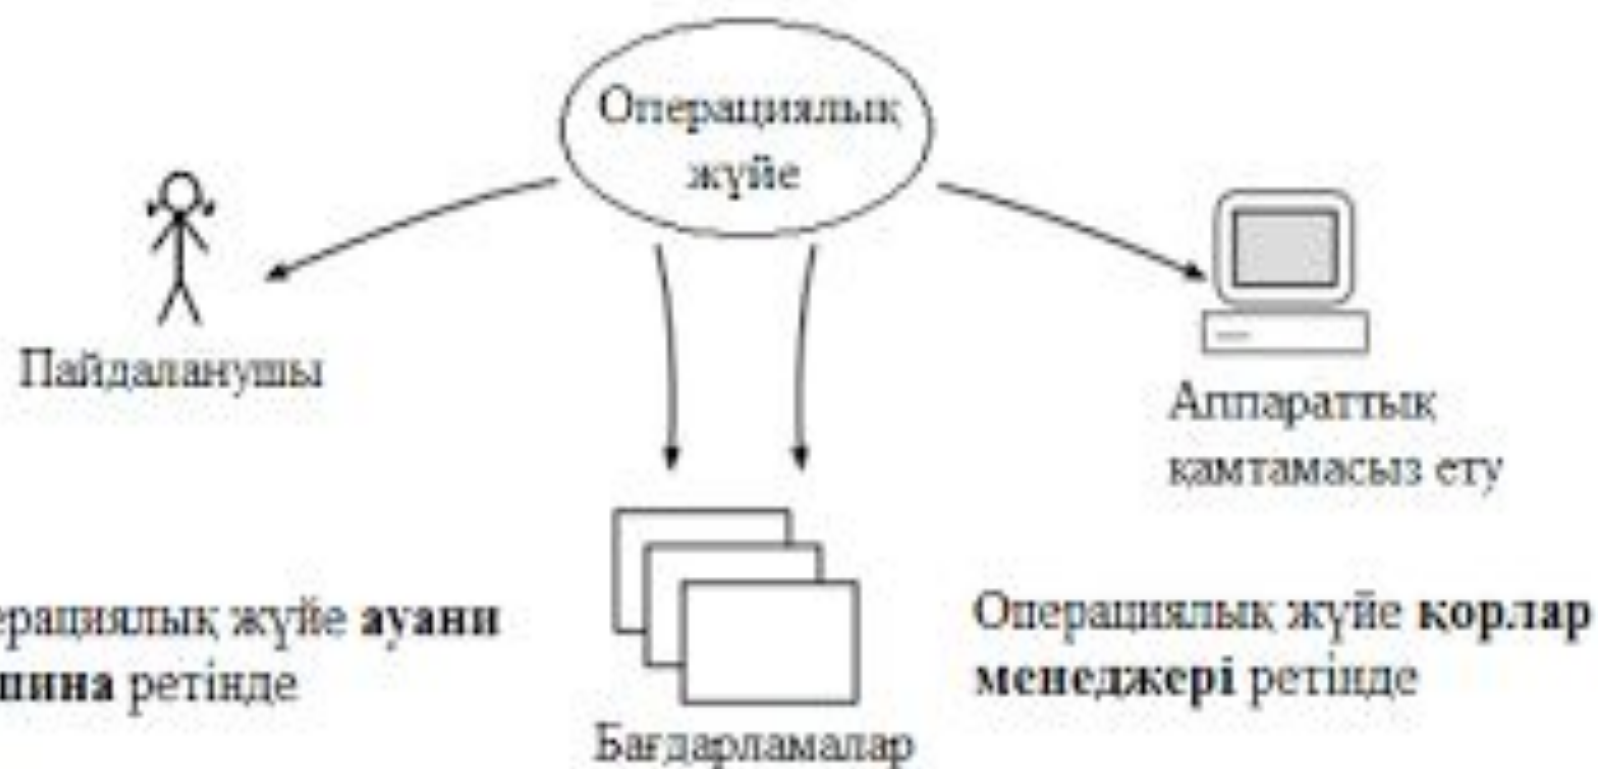 Операциялық
жүйе
Пайдаланушы
Аппараттық
қамтамасыз ету
ерациялық жүйе ауани
шина ретінде
Операциялық жүйе қорлар
менеджері ретінде
Бағдарламалар